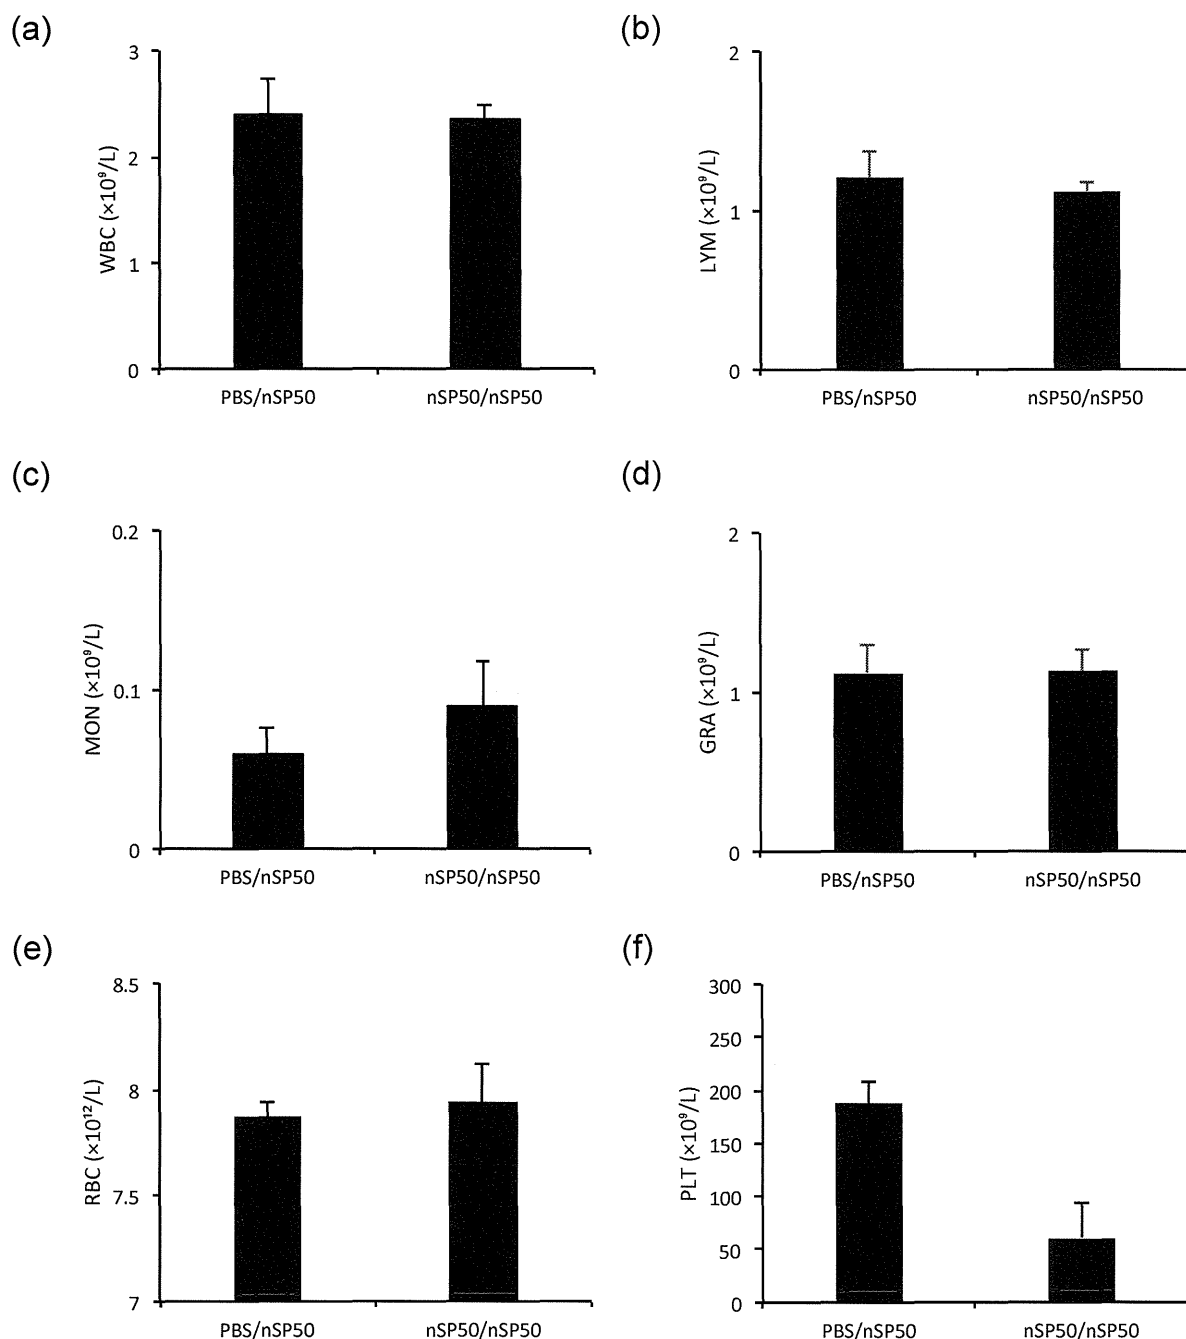 (a)
3
2
1
0
WBC (×10⁹/L)
PBS/nSP50 nSP50/nSP50
(b)
2
1
0
LYM (×10⁹/L)
PBS/nSP50 nSP50/nSP50
(c)
0.2
0.1
0
MON (×10⁹/L)
PBS/nSP50 nSP50/nSP50
(d)
2
1
0
GRA (×10⁹/L)
PBS/nSP50 nSP50/nSP50
(e)
8.5
8
7.5
7
RBC (×10¹²/L)
PBS/nSP50 nSP50/nSP50
(f)
300
250
200
150
100
50
0
PLT (×10⁹/L)
PBS/nSP50 nSP50/nSP50